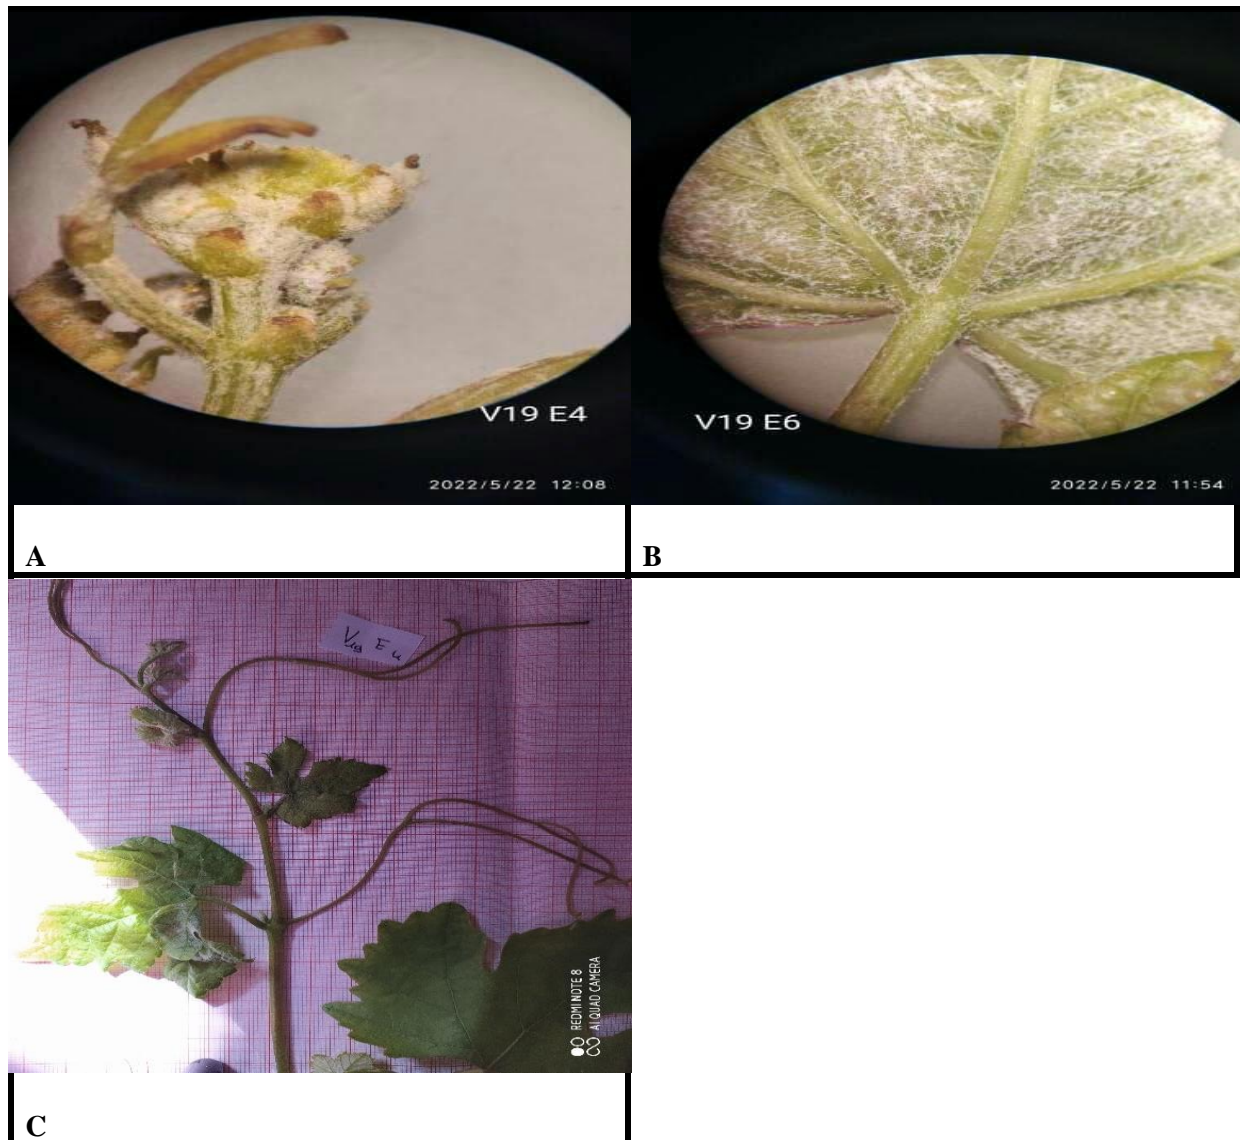 V19 E4
2022/5/22 12:08
V19 E6
2022/5/22 11:54
A
B
V19 E4
REDMI NOTE 8
AI QUAD CAMERA
C